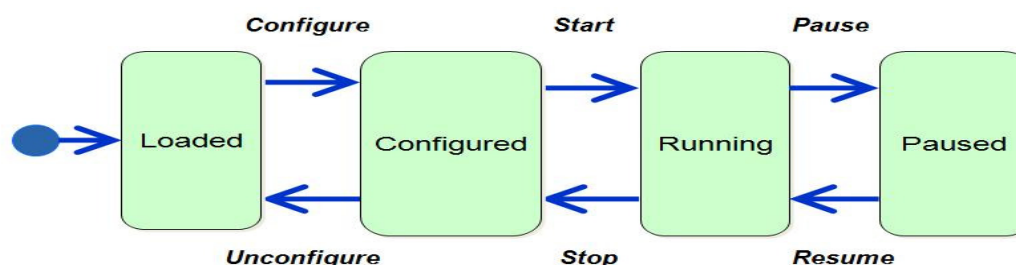 Configure Start Pause
Loaded Configured Running Paused
Unconfigure Stop Resume